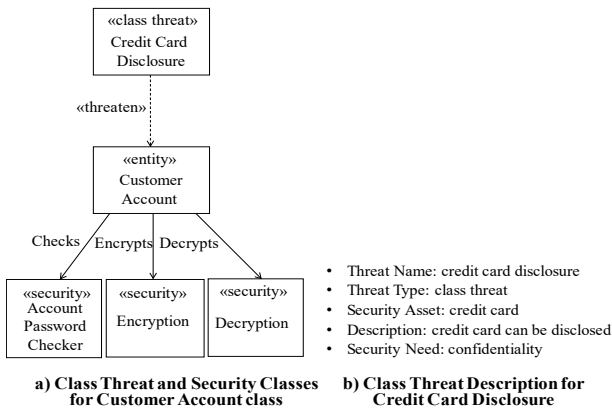 «class threat»
Credit Card
Disclosure
«threaten»
«entity»
Customer
Account
Checks
Encrypts
Decrypts
«security»
Account
Password
Checker
«security»
Encryption
«security»
Decryption
• Threat Name: credit card disclosure
• Threat Type: class threat
• Security Asset: credit card
• Description: credit card can be disclosed
• Security Need: confidentiality
a) Class Threat and Security Classes
for Customer Account class
b) Class Threat Description for
Credit Card Disclosure